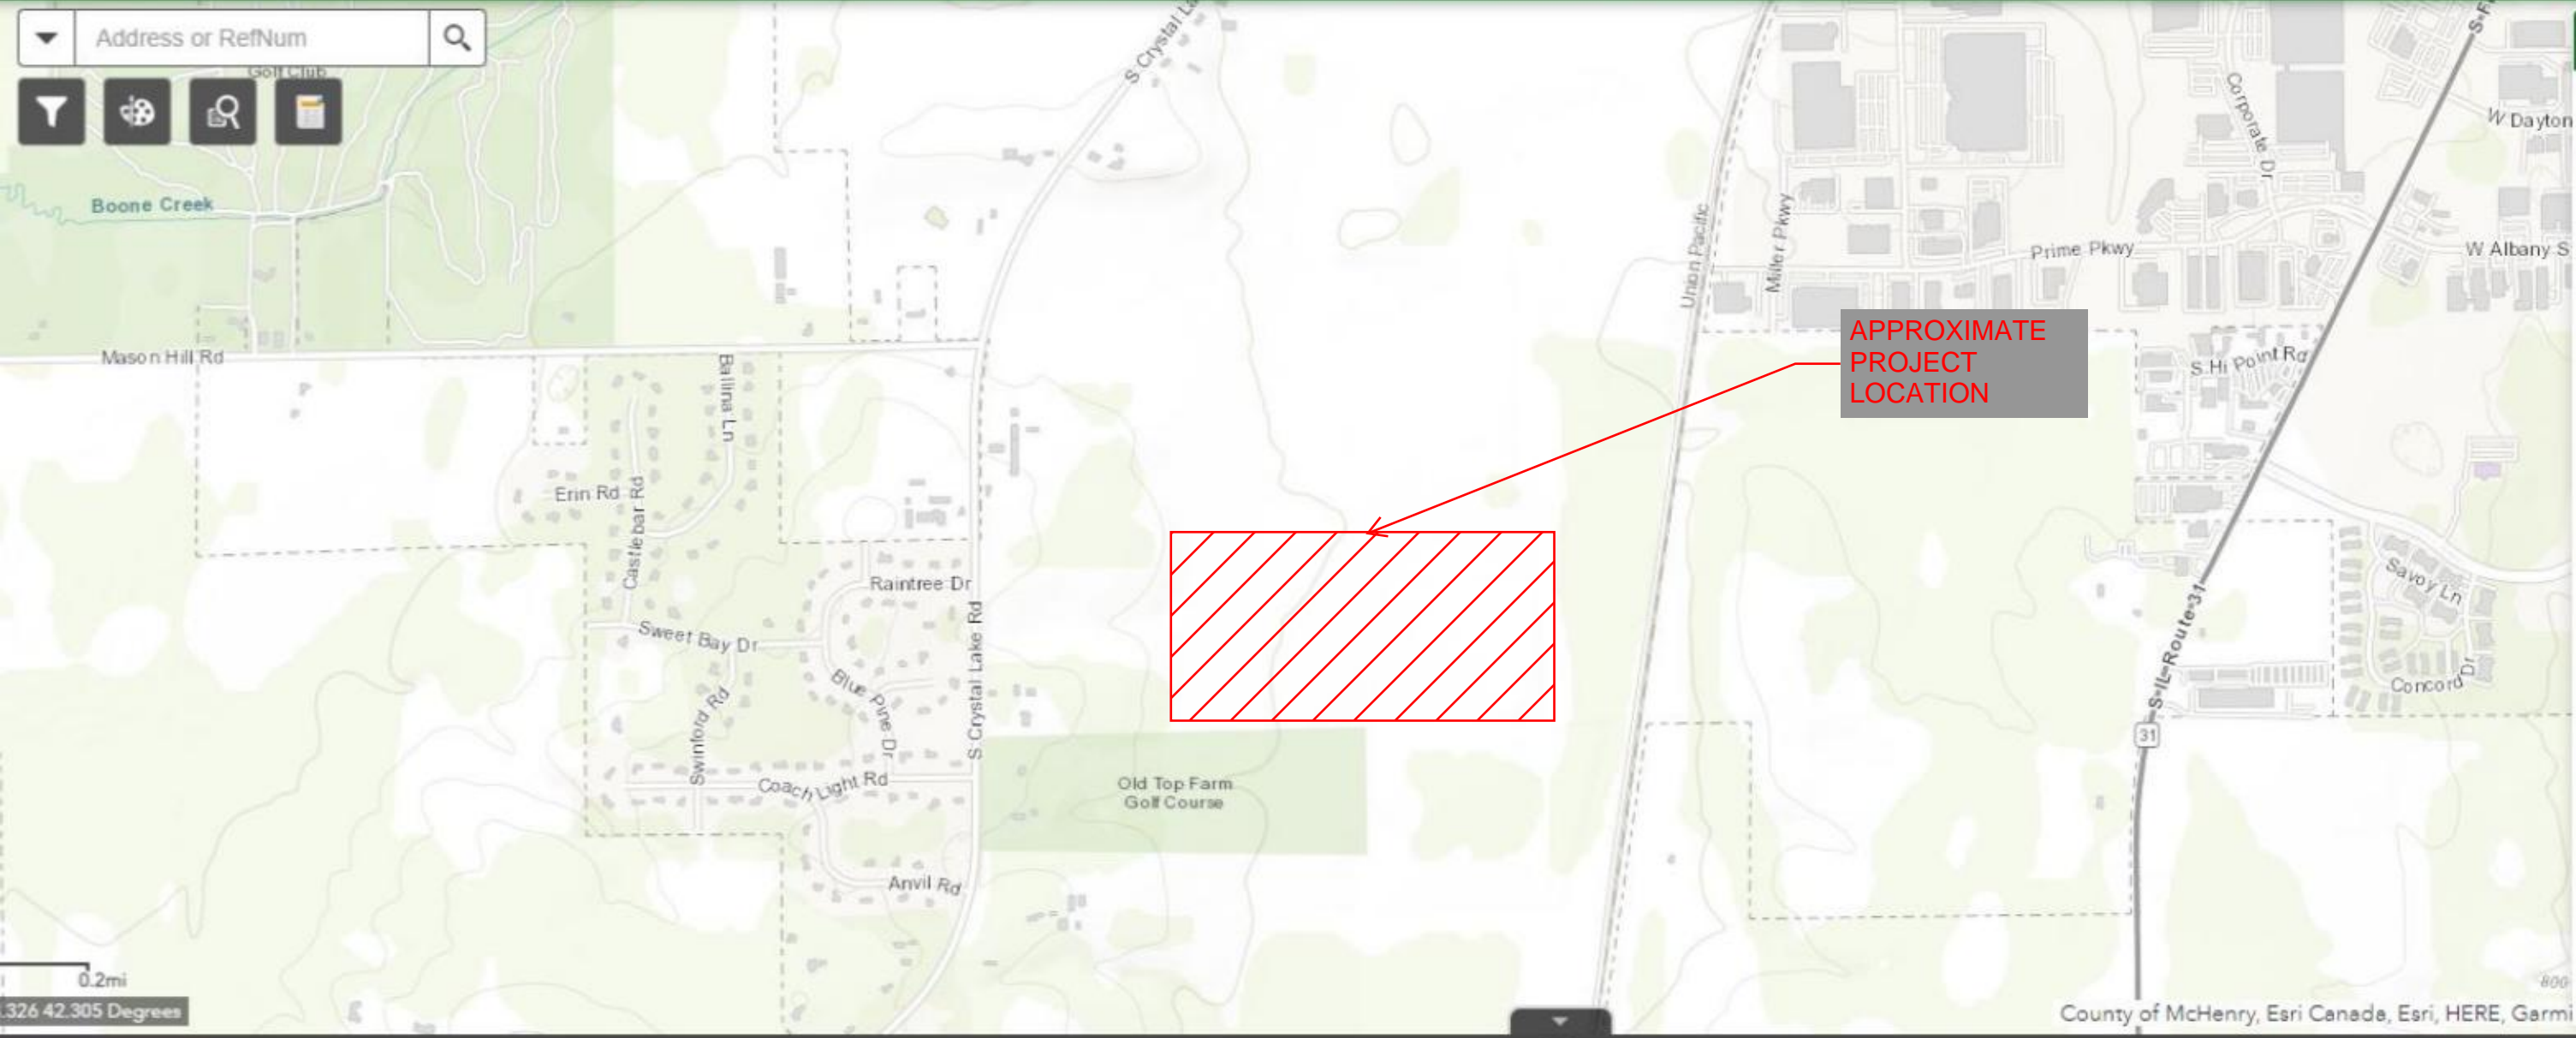 Address or RefNum
Golf Club
Boone Creek
Mason Hill Rd
Ballina Ln
Erin Rd
Castlebar Rd
Raintree Dr
Sweet Bay Dr
Swinford Rd
Blue Pine Dr
Coach Light Rd
Anvil Rd
S Crystal La
S Crystal Lake Rd
Old Top Farm
Golf Course
Union Pacific
Miller Pkwy
Prime Pkwy
Corporate Dr
W Dayton
W Albany S
APPROXIMATE
PROJECT
LOCATION
S Hi Point Rd
S IL-Route-31
31
Savoy Ln
Concord Dr
0.2mi
.326 42.305 Degrees
800
County of McHenry, Esri Canada, Esri, HERE, Garmi